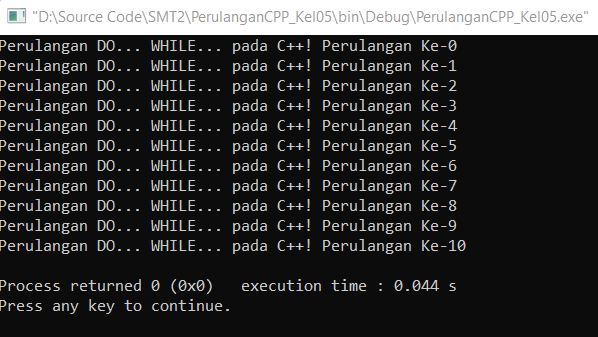 "D:\Source Code\SMT2\PerulanganCPP_Kel05\bin\Debug\PerulanganCPP_Kel05.exe"
Perulangan DO... WHILE... pada C++! Perulangan Ke-0
Perulangan DO... WHILE... pada C++! Perulangan Ke-1
Perulangan DO... WHILE... pada C++! Perulangan Ke-2
Perulangan DO... WHILE... pada C++! Perulangan Ke-3
Perulangan DO... WHILE... pada C++! Perulangan Ke-4
Perulangan DO... WHILE... pada C++! Perulangan Ke-5
Perulangan DO... WHILE... pada C++! Perulangan Ke-6
Perulangan DO... WHILE... pada C++! Perulangan Ke-7
Perulangan DO... WHILE... pada C++! Perulangan Ke-8
Perulangan DO... WHILE... pada C++! Perulangan Ke-9
Perulangan DO... WHILE... pada C++! Perulangan Ke-10
Process returned 0 (0x0)   execution time : 0.044 s
Press any key to continue.